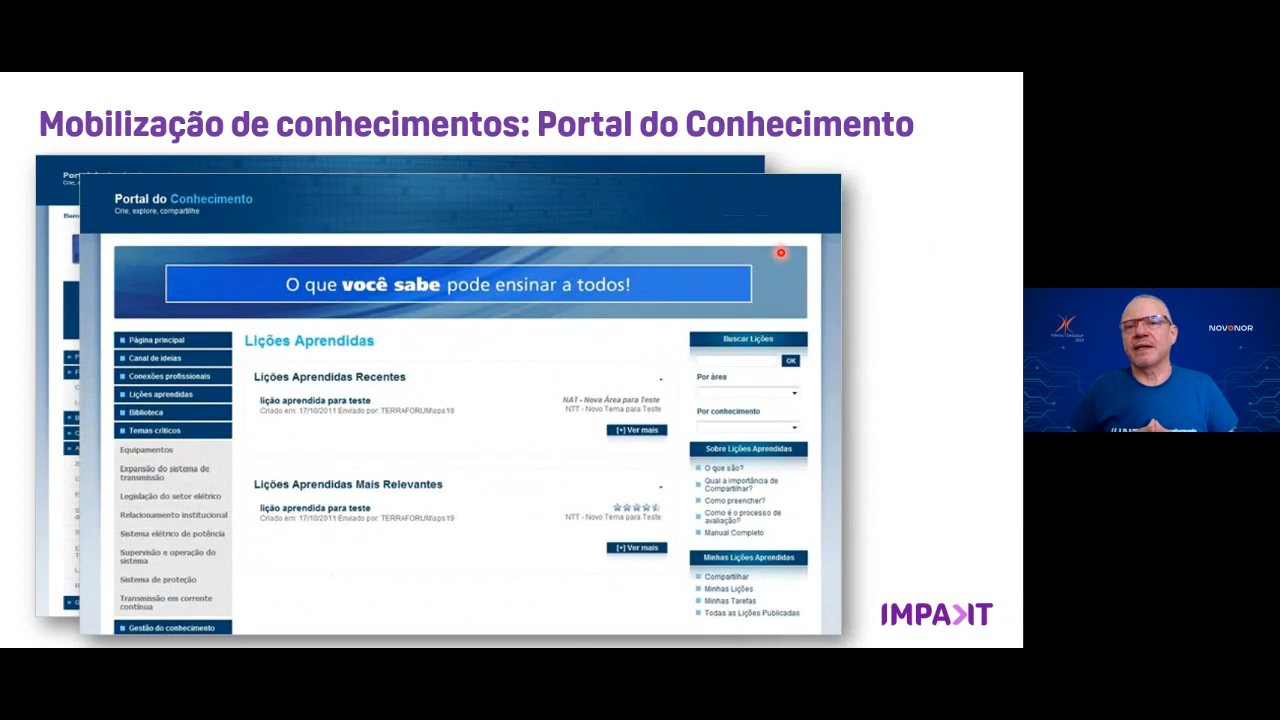 Mobilização de conhecimentos: Portal do Conhecimento
Portal do Conhecimento
Crie, explore, compartilhe
O que você sabe pode ensinar a todos!
Página principal
Canal de ideias
Conexões profissionais
Lições aprendidas
Biblioteca
Temas críticos
Equipamentos
Expansão do sistema de
transmissão
Legislação do setor elétrico
Relacionamento institucional
Sistema elétrico de potência
Supervisão e operação do
sistema
Sistema de proteção
Transmissão em corrente
contínua
Gestão do conhecimento
Lições Aprendidas
Lições Aprendidas Recentes
lição aprendida para teste
NAT - Nova Área para Teste
Criado em: 17/10/2011 Enviado por: TERRAFORUM\sps19
NTT - Novo Tema para Teste
[+] Ver mais
Lições Aprendidas Mais Relevantes
lição aprendida para teste
Criado em: 17/10/2011 Enviado por: TERRAFORUM\sps19
NTT - Novo Tema para Teste
[+] Ver mais
Buscar Lições
OK
Por área
Por conhecimento
Sobre Lições Aprendidas
O que são?
Qual a importância de
Compartilhar?
Como preencher?
Como é o processo de
avaliação?
Manual Completo
Minhas Lições Aprendidas
Compartilhar
Minhas Lições
Minhas Tarefas
Todas as Lições Publicadas
IMPAKT
NOVONOR